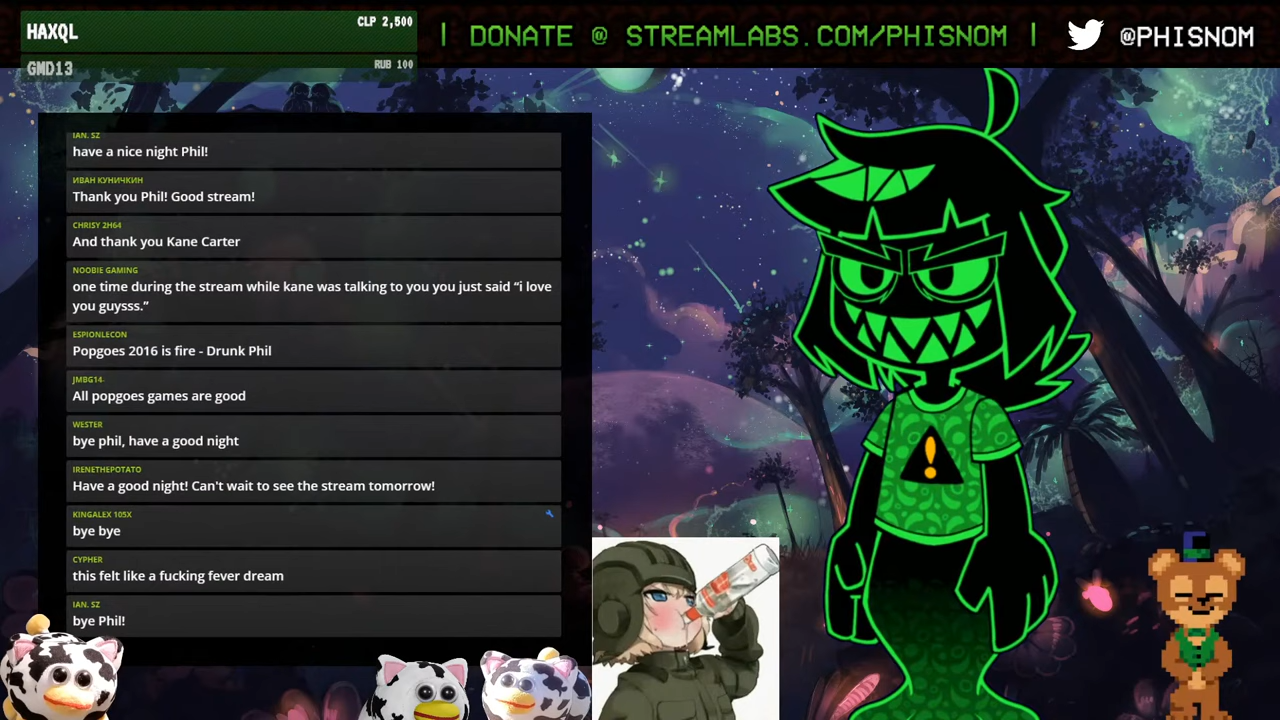 HAXQL
CLP 2,500
GMD13
RUB 100
| DONATE @ STREAMLABS.COM/PHISNOM |
@PHISNOM
IAN. SZ
have a nice night Phil!
ИВАН КУНИЧКИН
Thank you Phil! Good stream!
CHRISY 2H64
And thank you Kane Carter
NOOBIE GAMING
one time during the stream while kane was talking to you you just said “i love
you guysss.”
ESPIONLECON
Popgoes 2016 is fire - Drunk Phil
JMBG14-
All popgoes games are good
WESTER
bye phil, have a good night
IRENETHEPOTATO
Have a good night! Can't wait to see the stream tomorrow!
KINGALEX 105X
bye bye
CYPHER
this felt like a fucking fever dream
IAN. SZ
bye Phil!